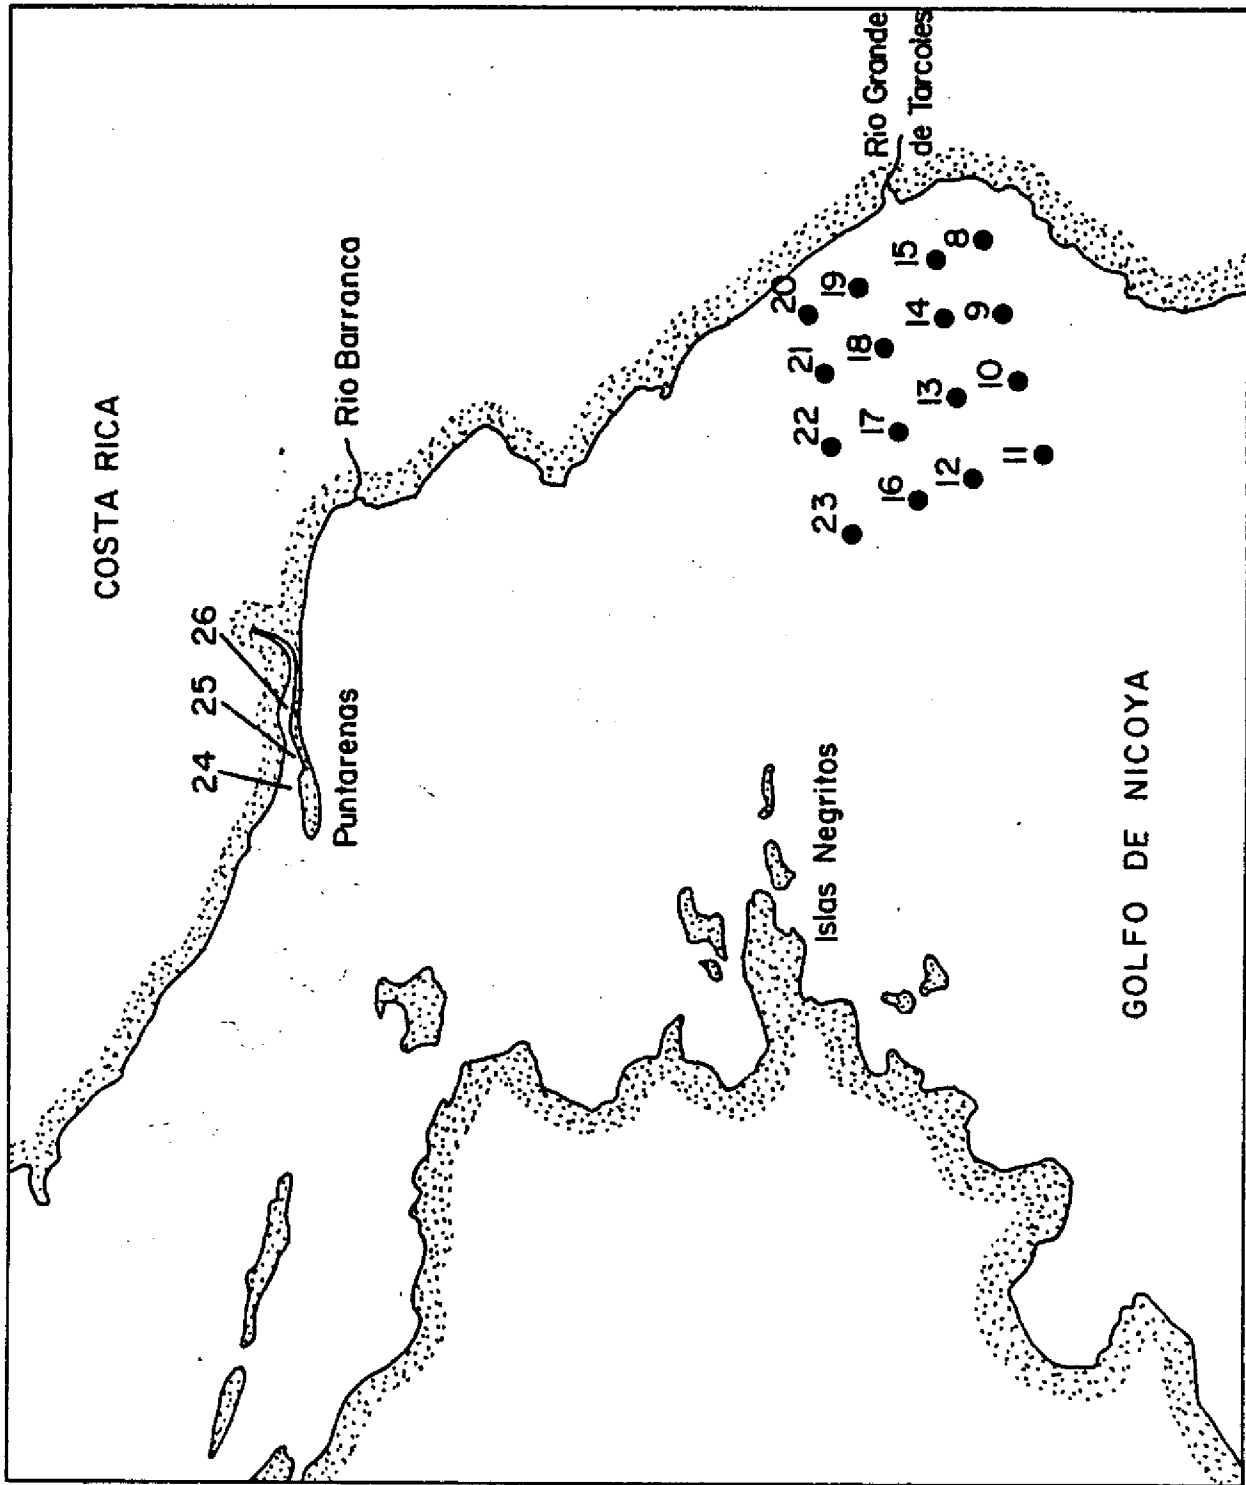 COSTA RICA
24
25
26
Rio Barranca
Puntarenas
Rio Grande
de Tarcoles
20
19
15
8
21
18
14
9
22
17
13
10
23
16
12
11
Islas Negritos
GOLFO DE NICOYA